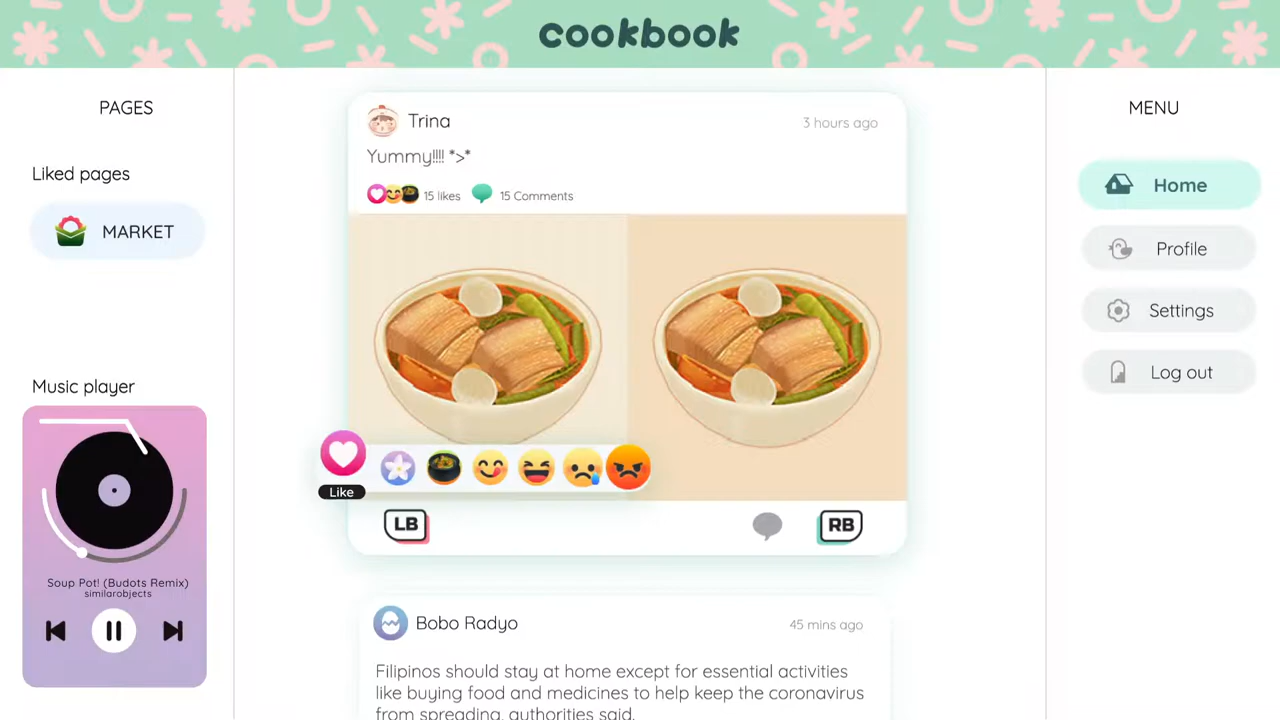 cookbook
PAGES
Liked pages
MARKET
Music player
Soup Pot! (Budots Remix)
similarobjects
Trina
3 hours ago
Yummy!!!! *>*
15 likes
15 Comments
Like
LB
RB
Bobo Radyo
45 mins ago
Filipinos should stay at home except for essential activities
like buying food and medicines to help keep the coronavirus
from spreading, authorities said.
MENU
Home
Profile
Settings
Log out